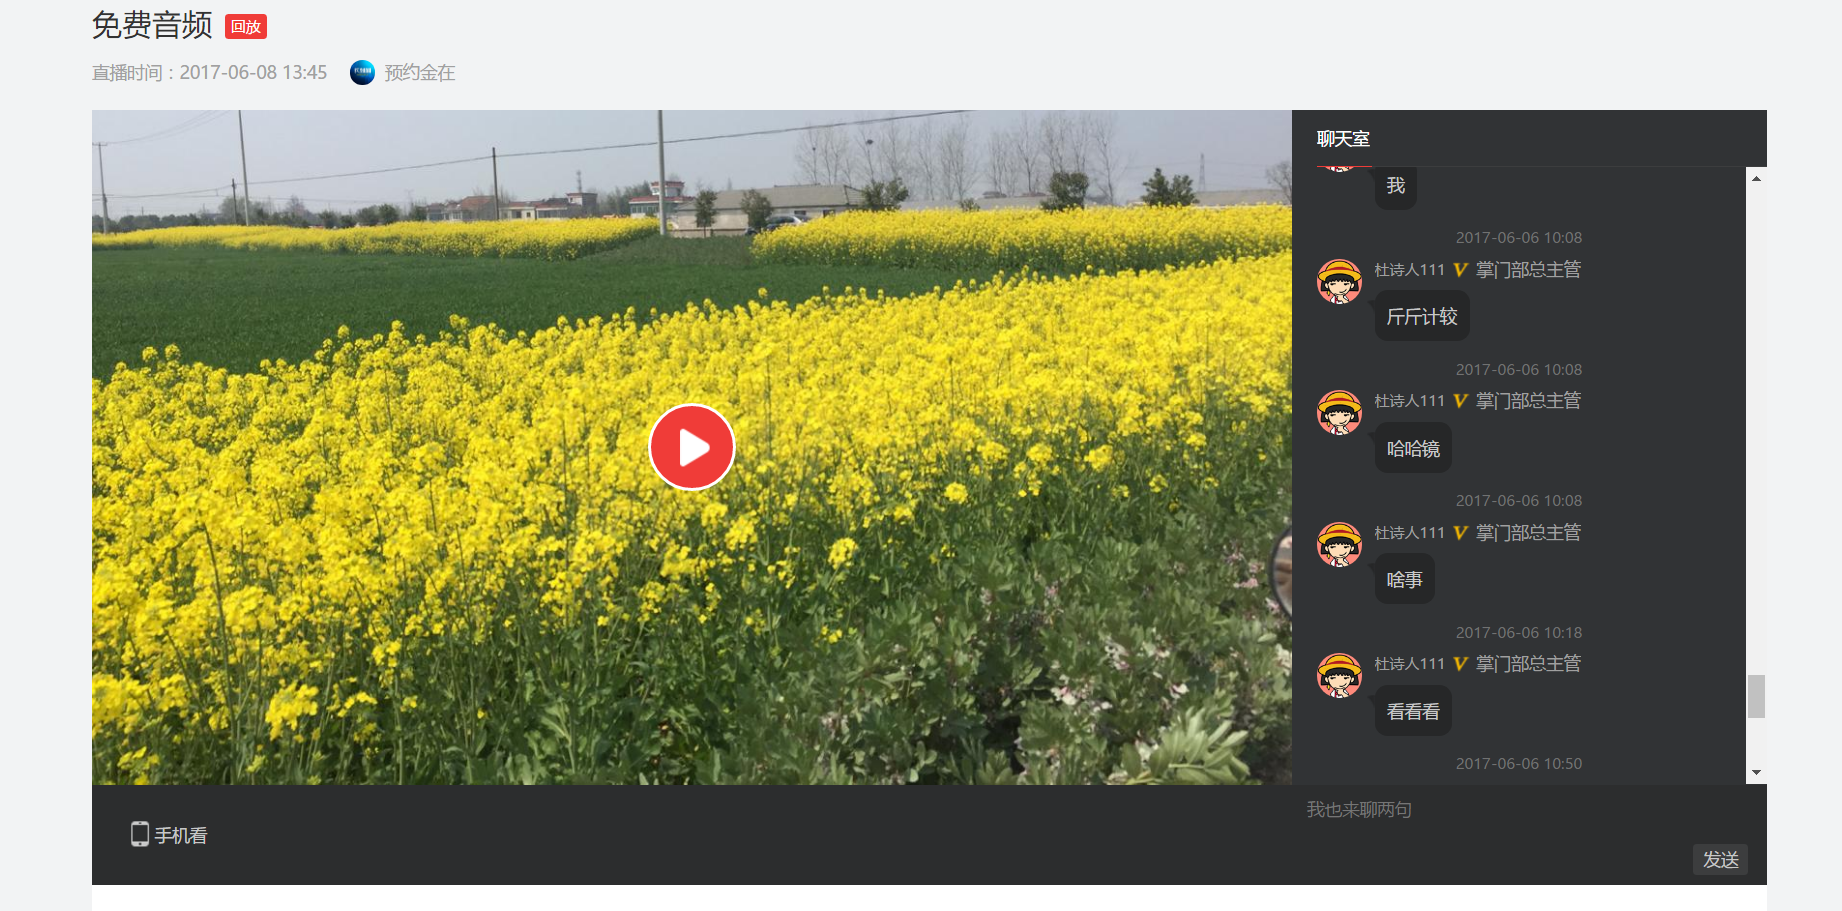 免费音频 回放
直播时间：2017-06-08 13:45 预约金在
聊天室
我
2017-06-06 10:08
杜诗人111 V 掌门部总主管
斤斤计较
2017-06-06 10:08
杜诗人111 V 掌门部总主管
哈哈镜
2017-06-06 10:08
杜诗人111 V 掌门部总主管
啥事
2017-06-06 10:18
杜诗人111 V 掌门部总主管
看看看
2017-06-06 10:50
我也来聊两句
手机看
发送